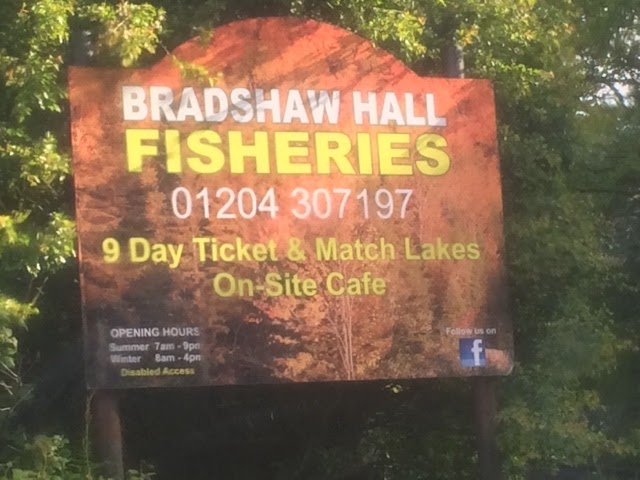 BRADSHAW HALL
FISHERIES
01204 307197
9 Day Ticket & Match Lakes
On-Site Cafe
OPENING HOURS
Summer 7am - 9pm
Winter 8am - 4pm
Disabled Access
Follow us on
f